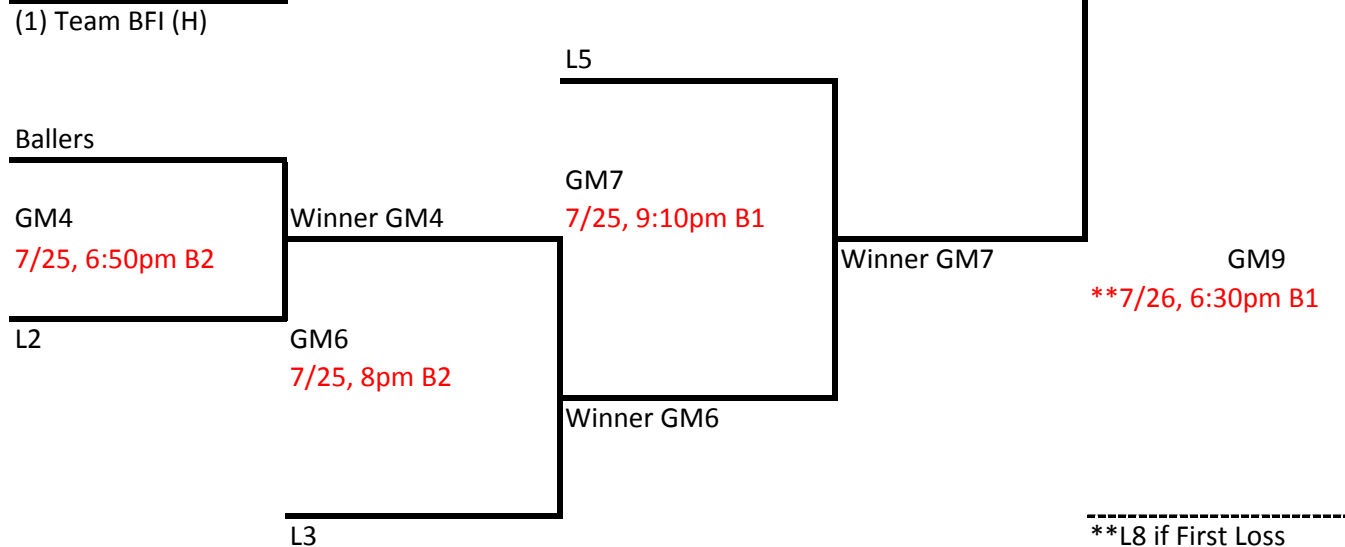 (1) Team BFI (H)
L5
Ballers
GM7
GM4
Winner GM4
7/25, 9:10pm B1
7/25, 6:50pm B2
Winner GM7
GM9
**7/26, 6:30pm B1
L2
GM6
7/25, 8pm B2
Winner GM6
L3
**L8 if First Loss